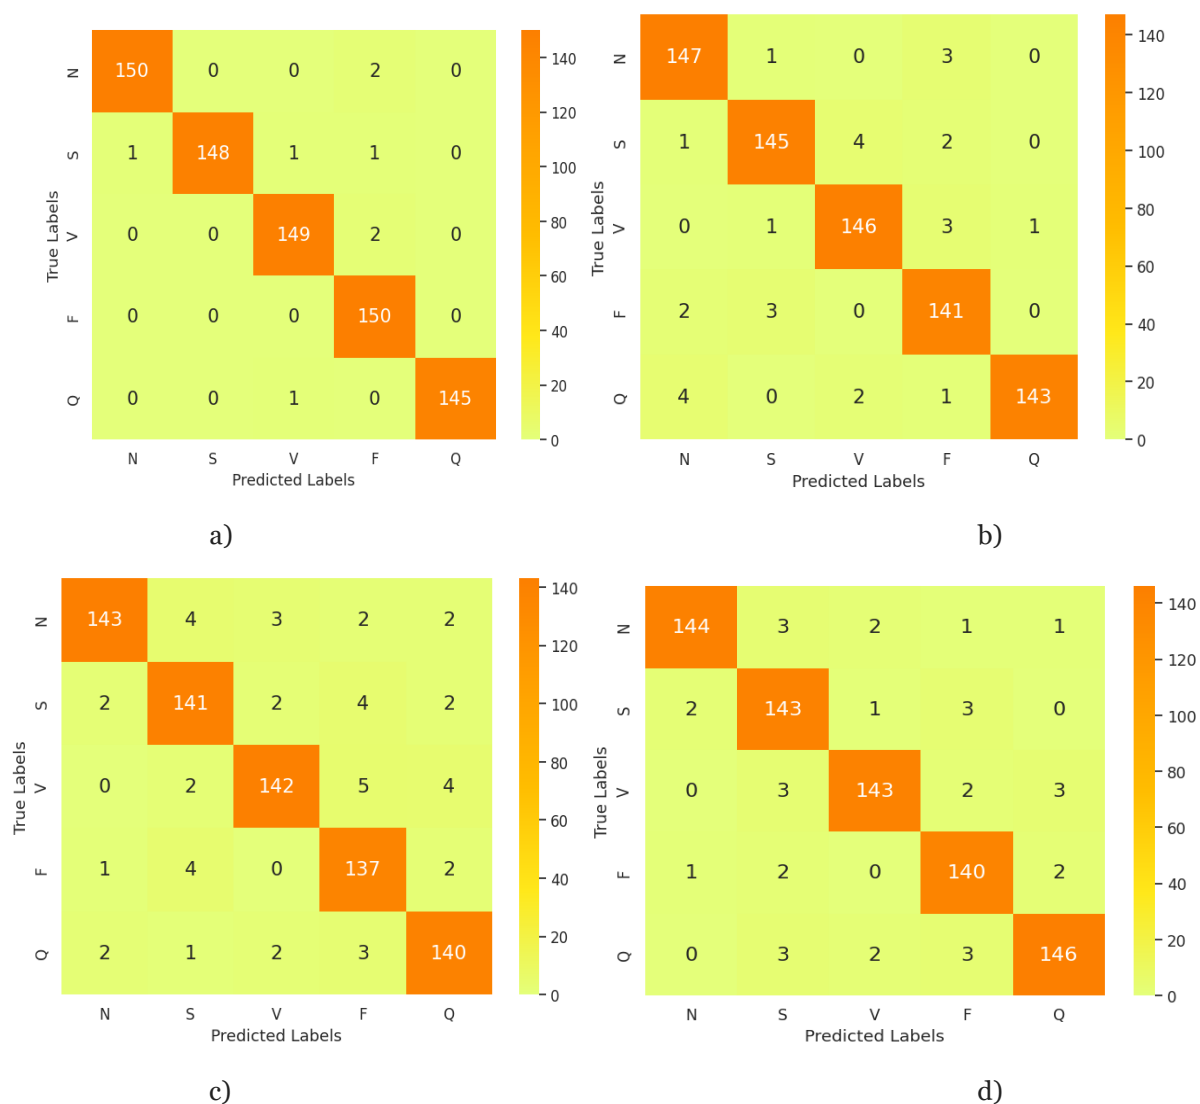 N 150 0 0 2 0
S 1 148 1 1 0
V 0 0 149 2 0
F 0 0 0 150 0
Q 0 0 1 0 145
N S V F Q
Predicted Labels
True Labels
140
120
100
80
60
40
20
0
a)
N 147 1 0 3 0
S 1 145 4 2 0
V 0 1 146 3 1
F 2 3 0 141 0
Q 4 0 2 1 143
N S V F Q
Predicted Labels
True Labels
140
120
100
80
60
40
20
0
b)
N 143 4 3 2 2
S 2 141 2 4 2
V 0 2 142 5 4
F 1 4 0 137 2
Q 2 1 2 3 140
N S V F Q
Predicted Labels
True Labels
140
120
100
80
60
40
20
0
c)
N 144 3 2 1 1
S 2 143 1 3 0
V 0 3 143 2 3
F 1 2 0 140 2
Q 0 3 2 3 146
N S V F Q
Predicted Labels
True Labels
140
120
100
80
60
40
20
0
d)